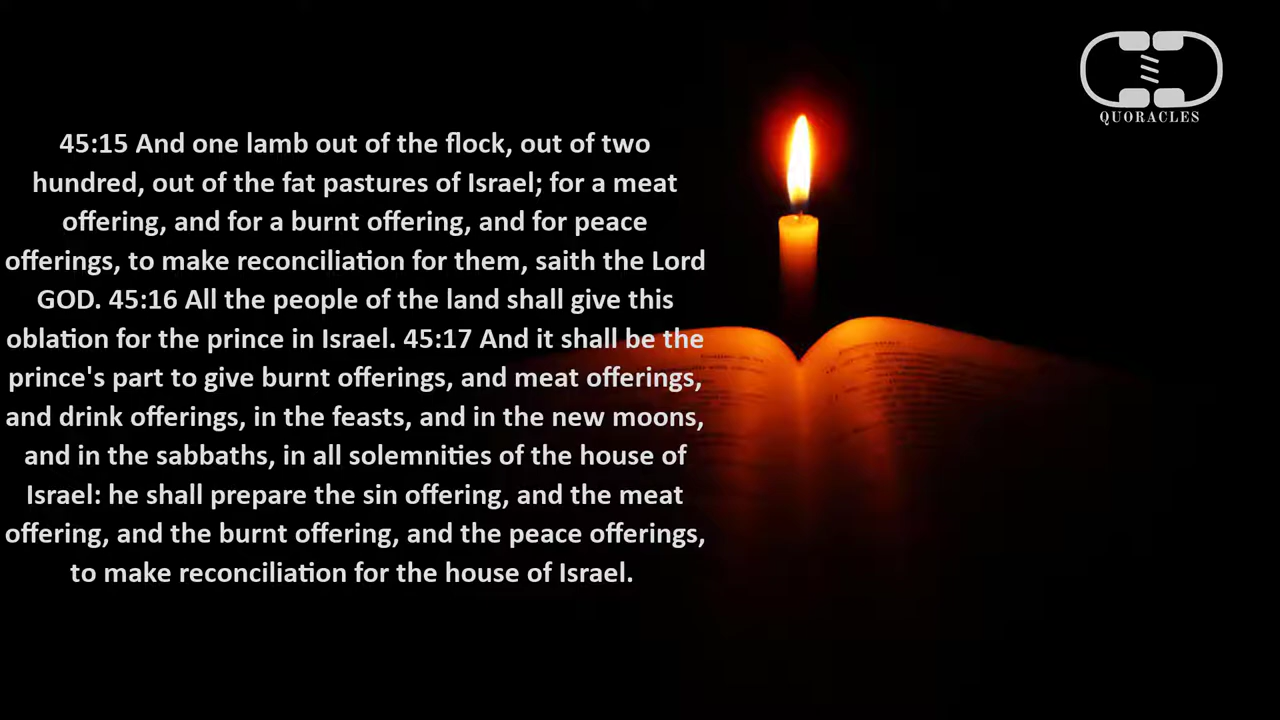 QUORACLES
45:15 And one lamb out of the flock, out of two
hundred, out of the fat pastures of Israel; for a meat
offering, and for a burnt offering, and for peace
offerings, to make reconciliation for them, saith the Lord
GOD. 45:16 All the people of the land shall give this
oblation for the prince in Israel. 45:17 And it shall be the
prince's part to give burnt offerings, and meat offerings,
and drink offerings, in the feasts, and in the new moons,
and in the sabbaths, in all solemnities of the house of
Israel: he shall prepare the sin offering, and the meat
offering, and the burnt offering, and the peace offerings,
to make reconciliation for the house of Israel.